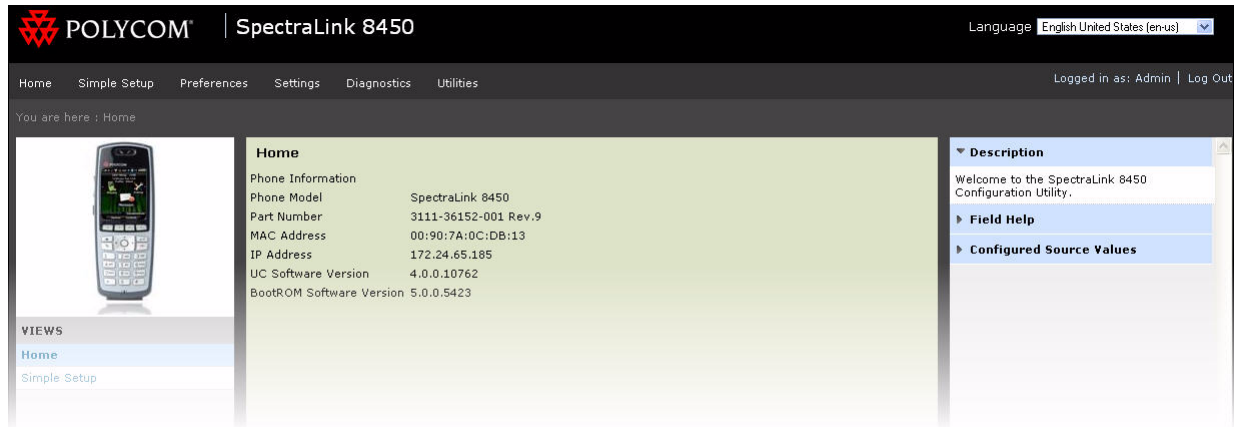 POLYCOM SpectraLink 8450
Language English United States (en-us)
Home Simple Setup Preferences Settings Diagnostics Utilities
Logged in as: Admin | Log Out
You are here : Home
VIEWS
Home
Simple Setup
Home
Phone Information
Phone Model SpectraLink 8450
Part Number 3111-36152-001 Rev.9
MAC Address 00:90:7A:0C:DB:13
IP Address 172.24.65.185
UC Software Version 4.0.0.10762
BootROM Software Version 5.0.0.5423
Description
Welcome to the SpectraLink 8450
Configuration Utility.
Field Help
Configured Source Values